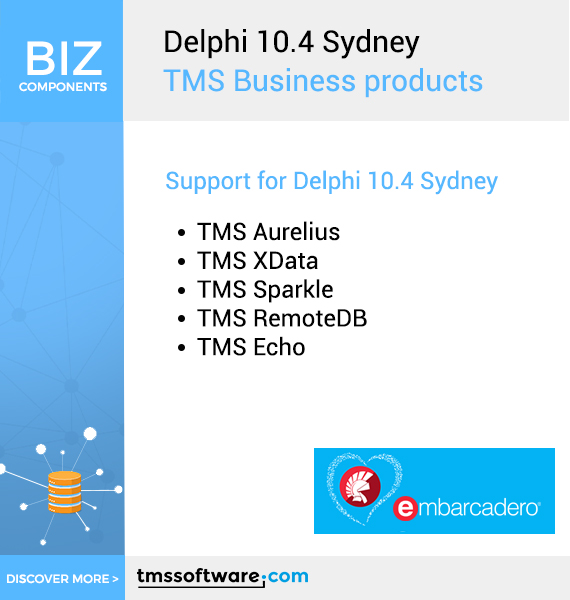 BIZ
COMPONENTS
Delphi 10.4 Sydney
TMS Business products
Support for Delphi 10.4 Sydney
• TMS Aurelius
• TMS XData
• TMS Sparkle
• TMS RemoteDB
• TMS Echo
embarcadero®
DISCOVER MORE >
tmssoftware.com